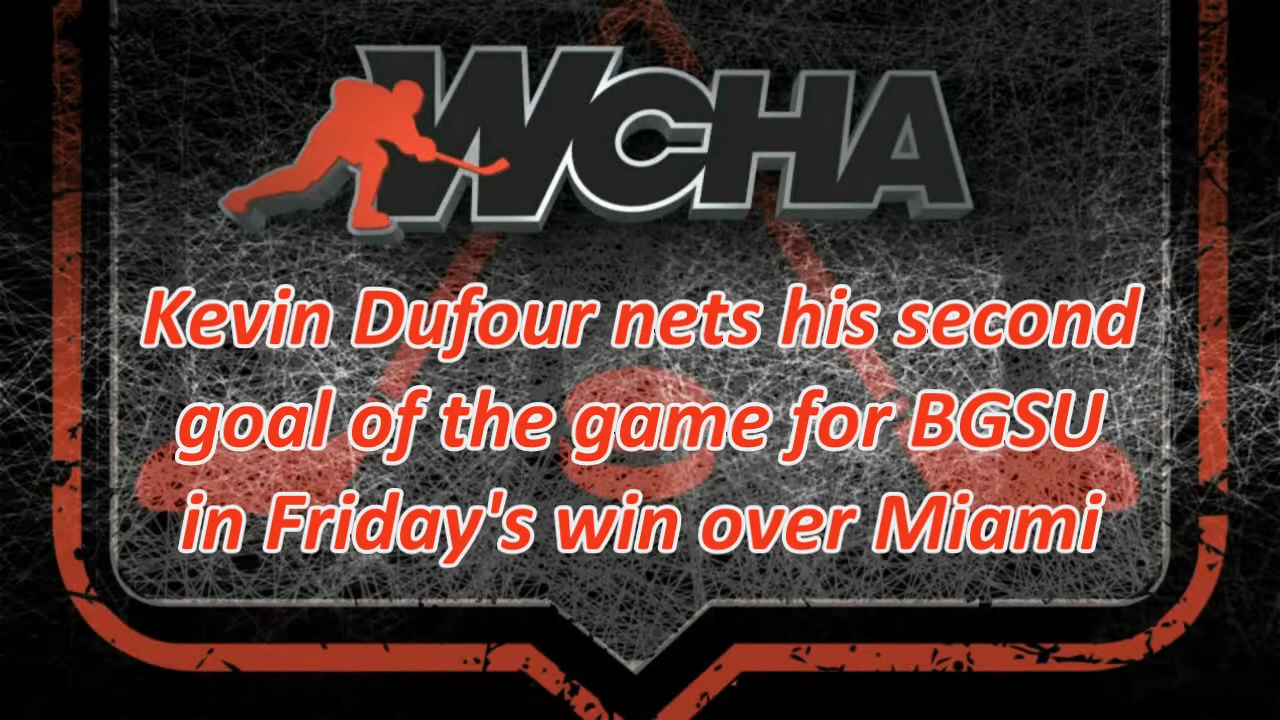 WCHA
Kevin Dufour nets his second
goal of the game for BGSU
in Friday's win over Miami